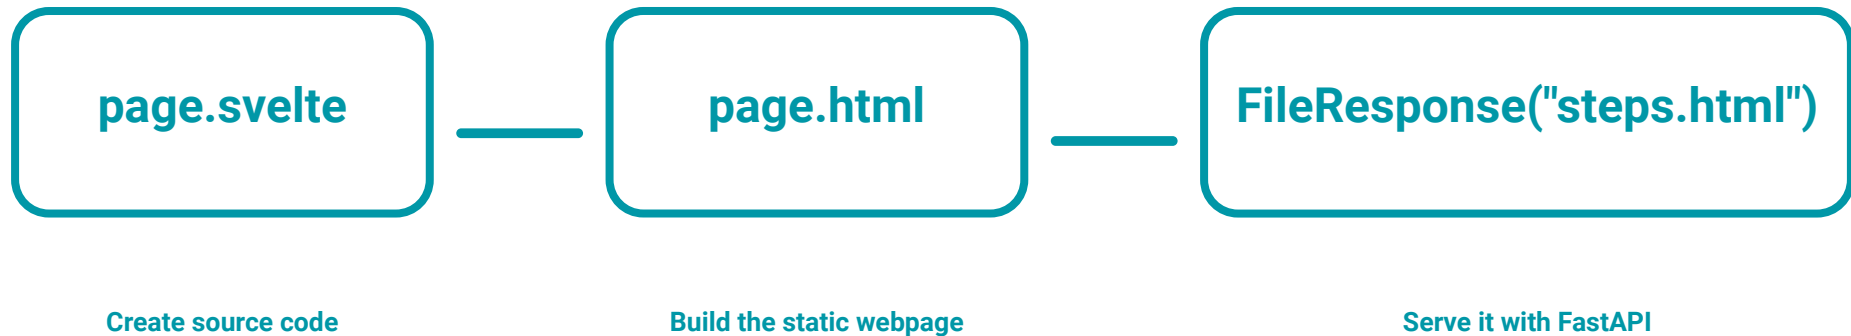 page.svelte
page.html
FileResponse("steps.html")
Create source code
Build the static webpage
Serve it with FastAPI